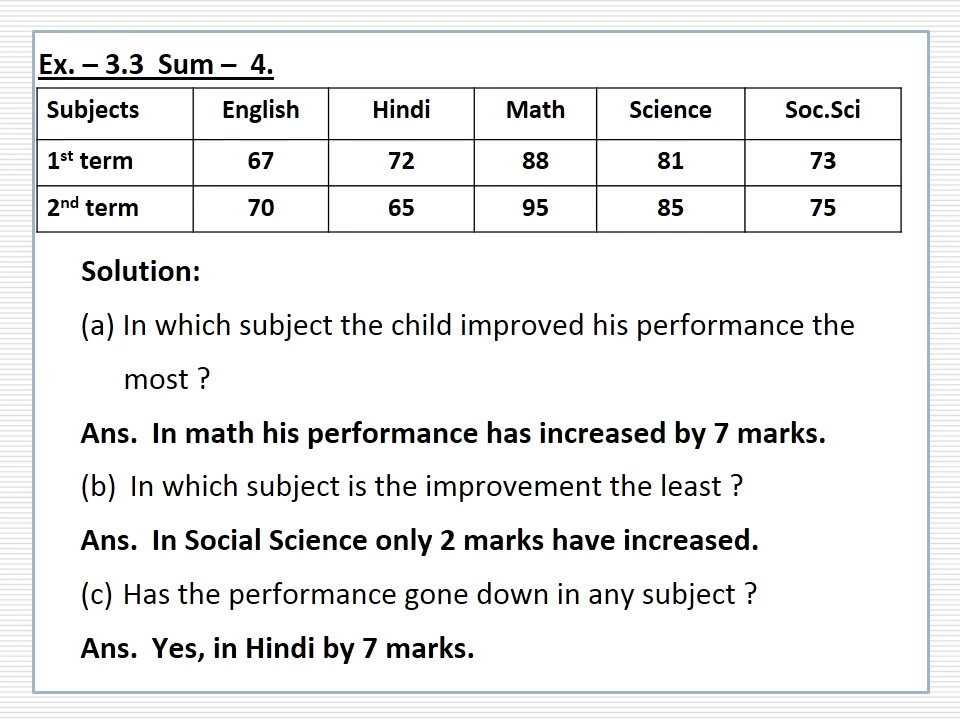 Ex. – 3.3 Sum – 4.
Subjects English Hindi Math Science Soc.Sci
1st term 67 72 88 81 73
2nd term 70 65 95 85 75
Solution:
(a) In which subject the child improved his performance the
most ?
Ans. In math his performance has increased by 7 marks.
(b) In which subject is the improvement the least ?
Ans. In Social Science only 2 marks have increased.
(c) Has the performance gone down in any subject ?
Ans. Yes, in Hindi by 7 marks.